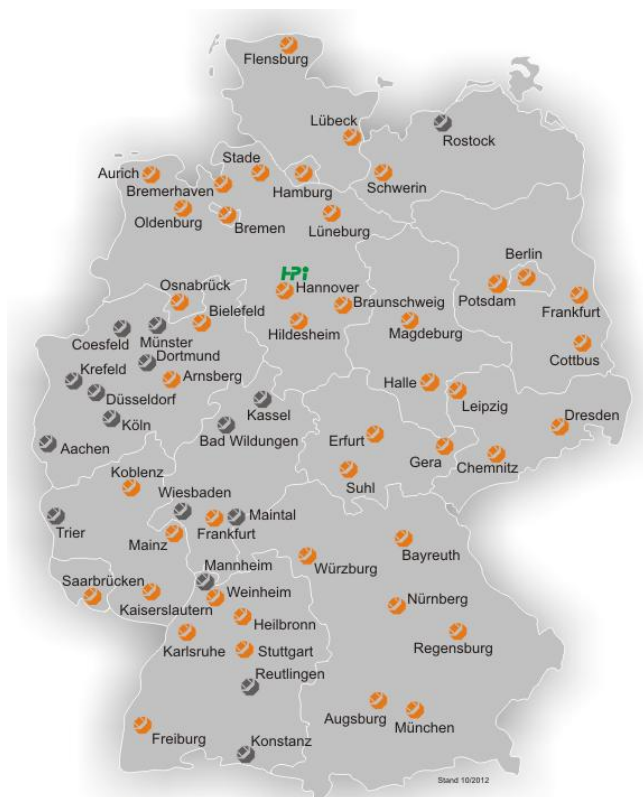 Flensburg
Lübeck
Rostock
Stade
Aurich
Hamburg
Schwerin
Bremerhaven
Oldenburg
Bremen
Lüneburg
Berlin
HPi
Hannover
Osnabrück
Potsdam
Braunschweig
Frankfurt
Bielefeld
Hildesheim
Magdeburg
Münster
Coesfeld
Cottbus
Dortmund
Krefeld
Arnsberg
Halle
Düsseldorf
Leipzig
Kassel
Dresden
Köln
Bad Wildungen
Erfurt
Aachen
Gera
Chemnitz
Koblenz
Suhl
Wiesbaden
Maintal
Trier
Frankfurt
Mainz
Bayreuth
Würzburg
Mannheim
Saarbrücken
Weinheim
Kaiserslautern
Nürnberg
Heilbronn
Karlsruhe
Regensburg
Stuttgart
Reutlingen
Augsburg
München
Freiburg
Konstanz
Stand 10/2012